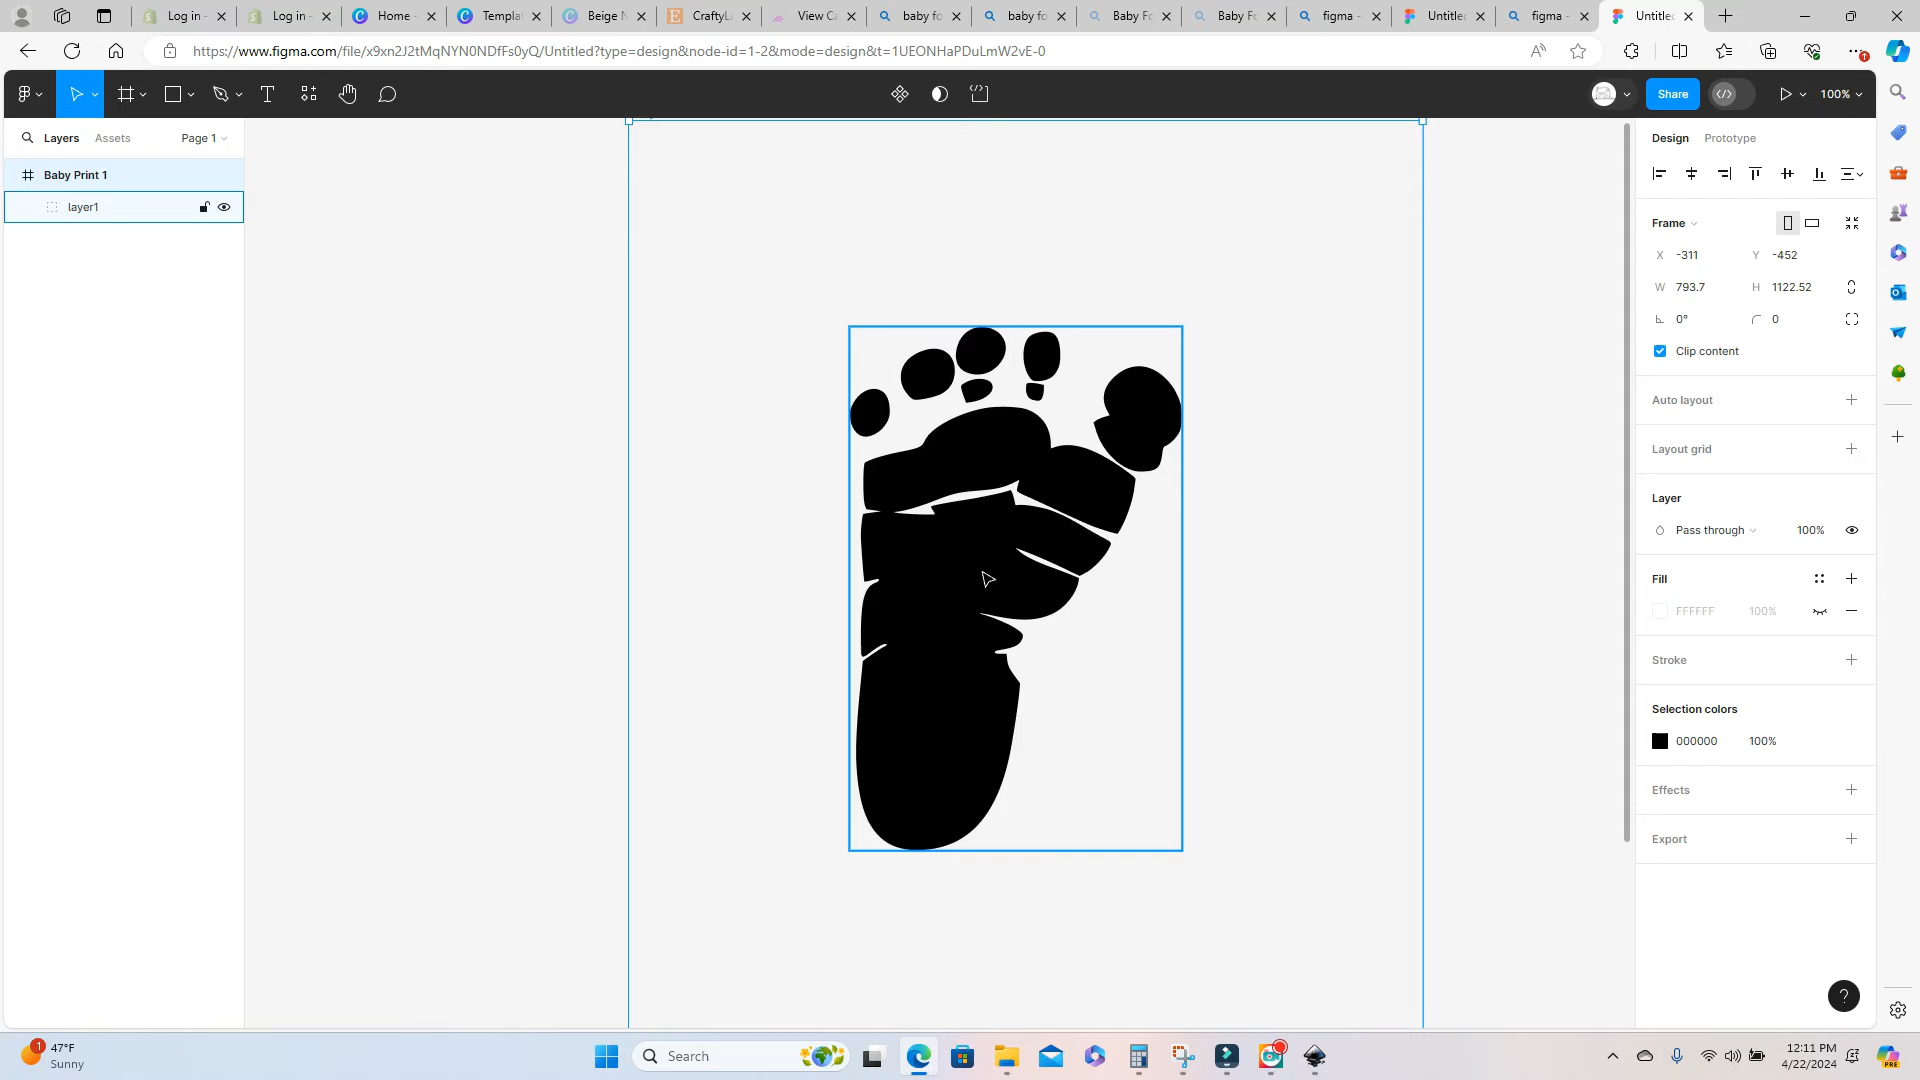 Log in -
Log in -
Home -
Templa
Beige N
CraftyLa
View Ca
baby fo
baby fo
Baby Fo
Baby Fo
figma -
Untitle
figma -
Untitle
https://www.figma.com/file/x9xn2J2tMqNYN0NDfFs0yQ/Untitled?type=design&node-id=1-2&mode=design&t=1UEONHaPDuLmW2vE-0
Share
100%
Layers
Assets
Page 1
Baby Print 1
layer1
Design
Prototype
Frame
X -311
Y -452
W 793.7
H 1122.52
0°
0
Clip content
Auto layout
Layout grid
Layer
Pass through
100%
Fill
FFFFFF
100%
Stroke
Selection colors
000000
100%
Effects
Export
?
1
47°F
Sunny
Search
12:11 PM
4/22/2024
PRE